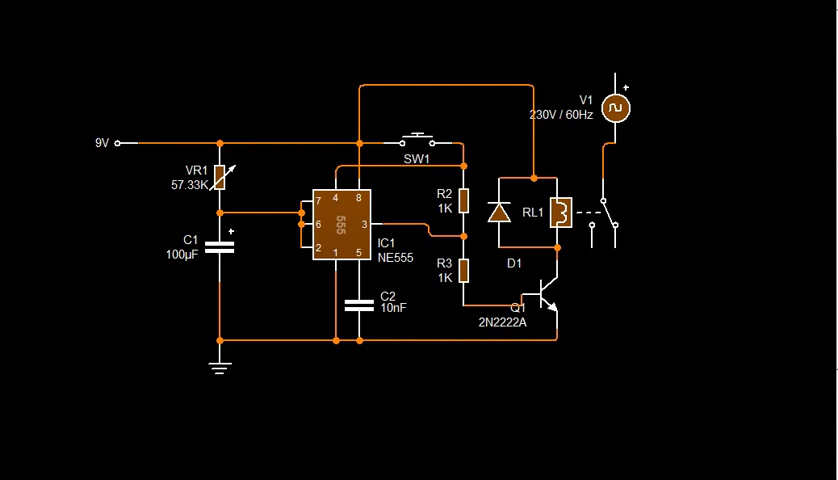 V1
230V / 60Hz
9V
SW1
VR1
57.33K
4
8
7
6
2
555
3
1
5
R2
1K
RL1
C1
100µF
IC1
NE555
R3
1K
D1
C2
10nF
Q1
2N2222A